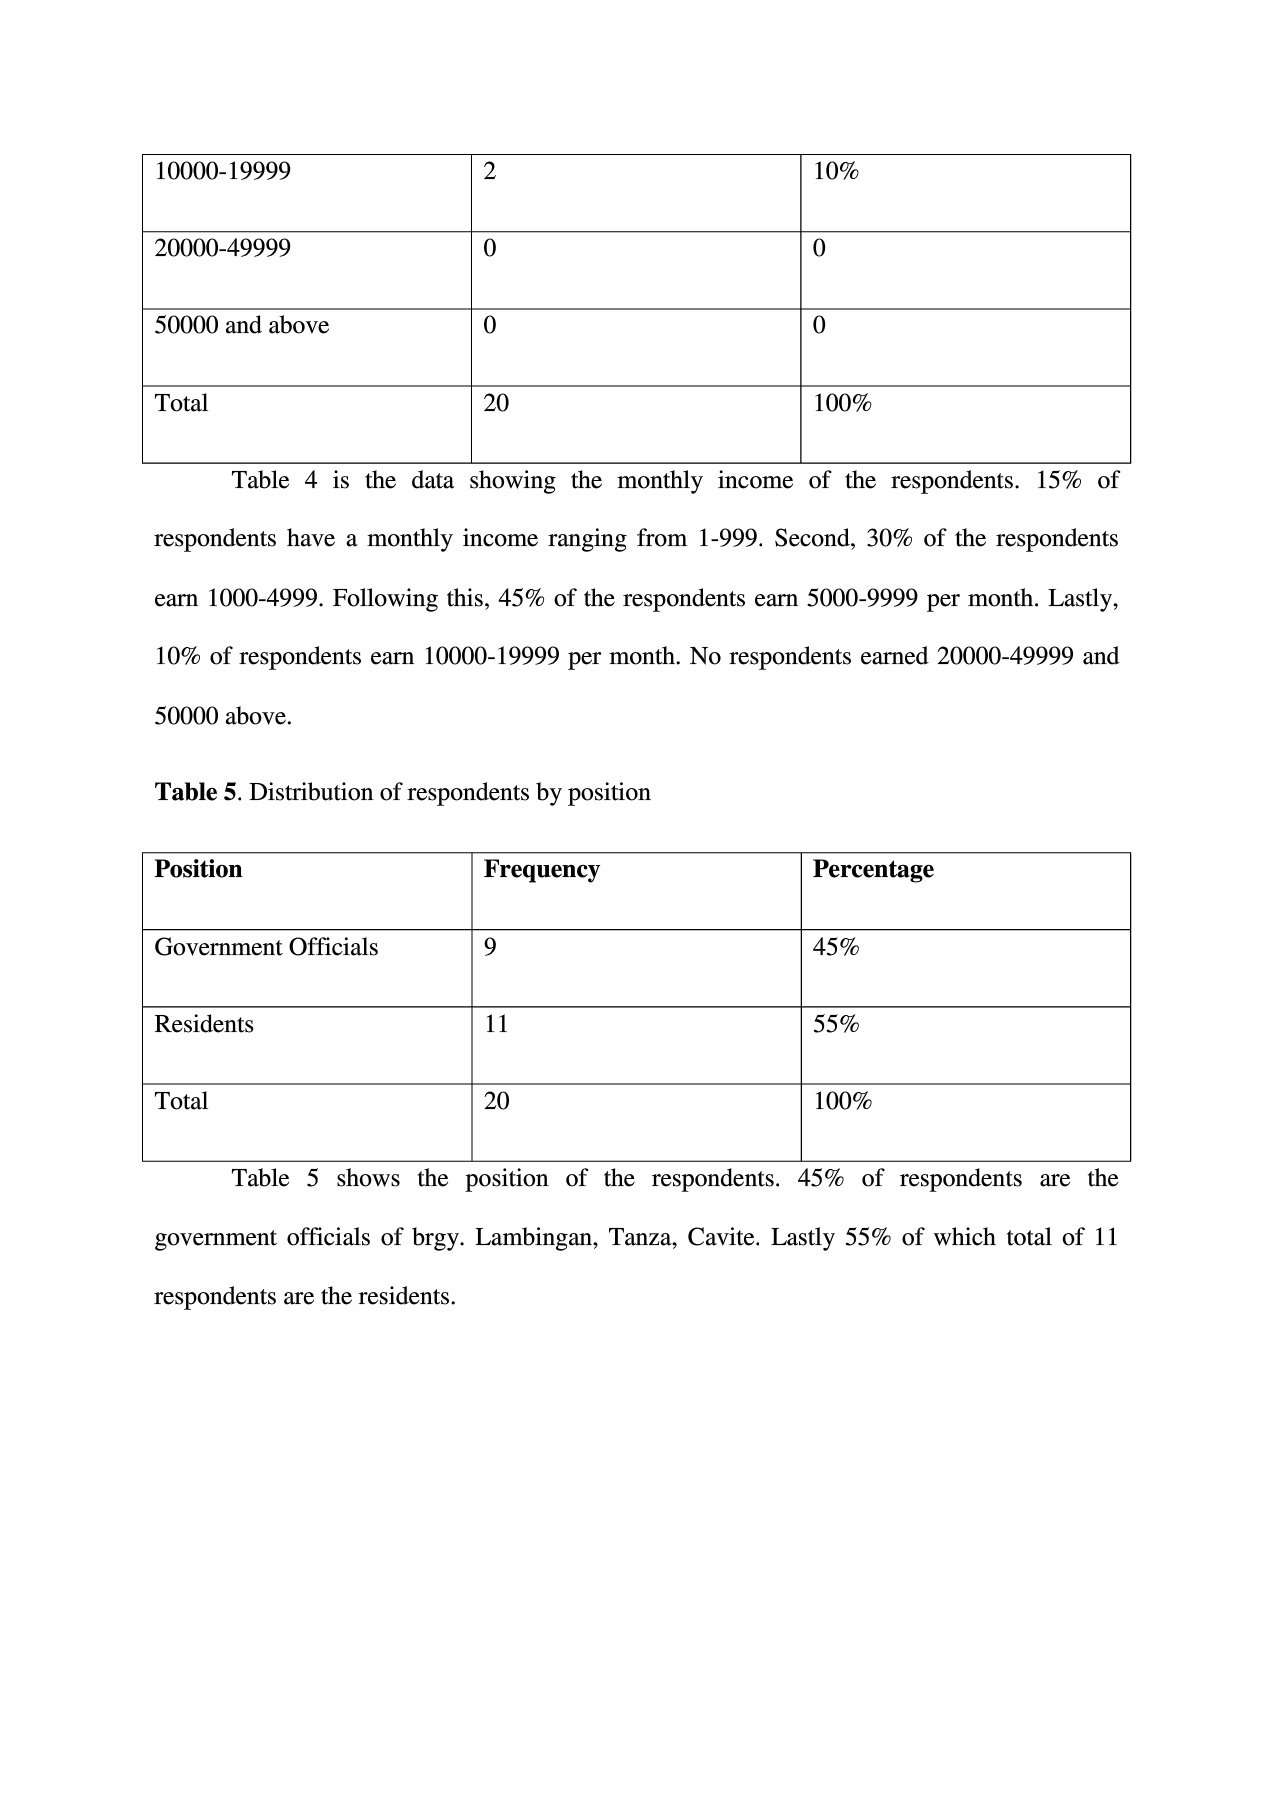 10000-19999 2 10%
20000-49999 0 0
50000 and above 0 0
Total 20 100%
Table 4 is the data showing the monthly income of the respondents. 15% of
respondents have a monthly income ranging from 1-999. Second, 30% of the respondents
earn 1000-4999. Following this, 45% of the respondents earn 5000-9999 per month. Lastly,
10% of respondents earn 10000-19999 per month. No respondents earned 20000-49999 and
50000 above.
Table 5. Distribution of respondents by position
Position Frequency Percentage
Government Officials 9 45%
Residents 11 55%
Total 20 100%
Table 5 shows the position of the respondents. 45% of respondents are the
government officials of brgy. Lambingan, Tanza, Cavite. Lastly 55% of which total of 11
respondents are the residents.